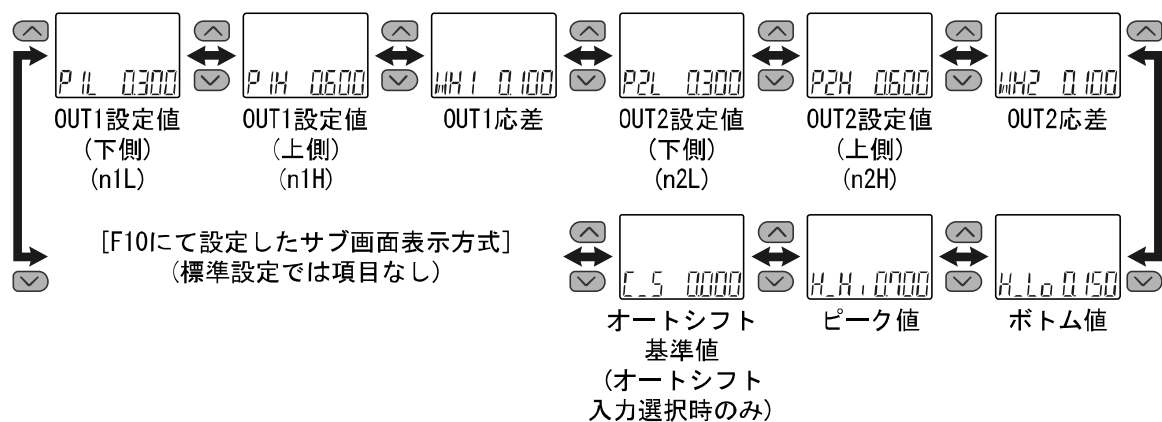 P 1L 0.300
P 1H 0.600
WH 1 0.100
P2L 0.300
P2H 0.600
WH2 0.100
OUT1設定値
(下側)
(n1L)
OUT1設定値
(上側)
(n1H)
OUT1応差
OUT2設定値
(下側)
(n2L)
OUT2設定値
(上側)
(n2H)
OUT2応差
[F10にて設定したサブ画面表示方式]
(標準設定では項目なし)
C_S 0.000
H_Hi 0.700
H_Lo 0.150
オートシフト
基準値
(オートシフト
入力選択時のみ)
ピーク値
ボトム値